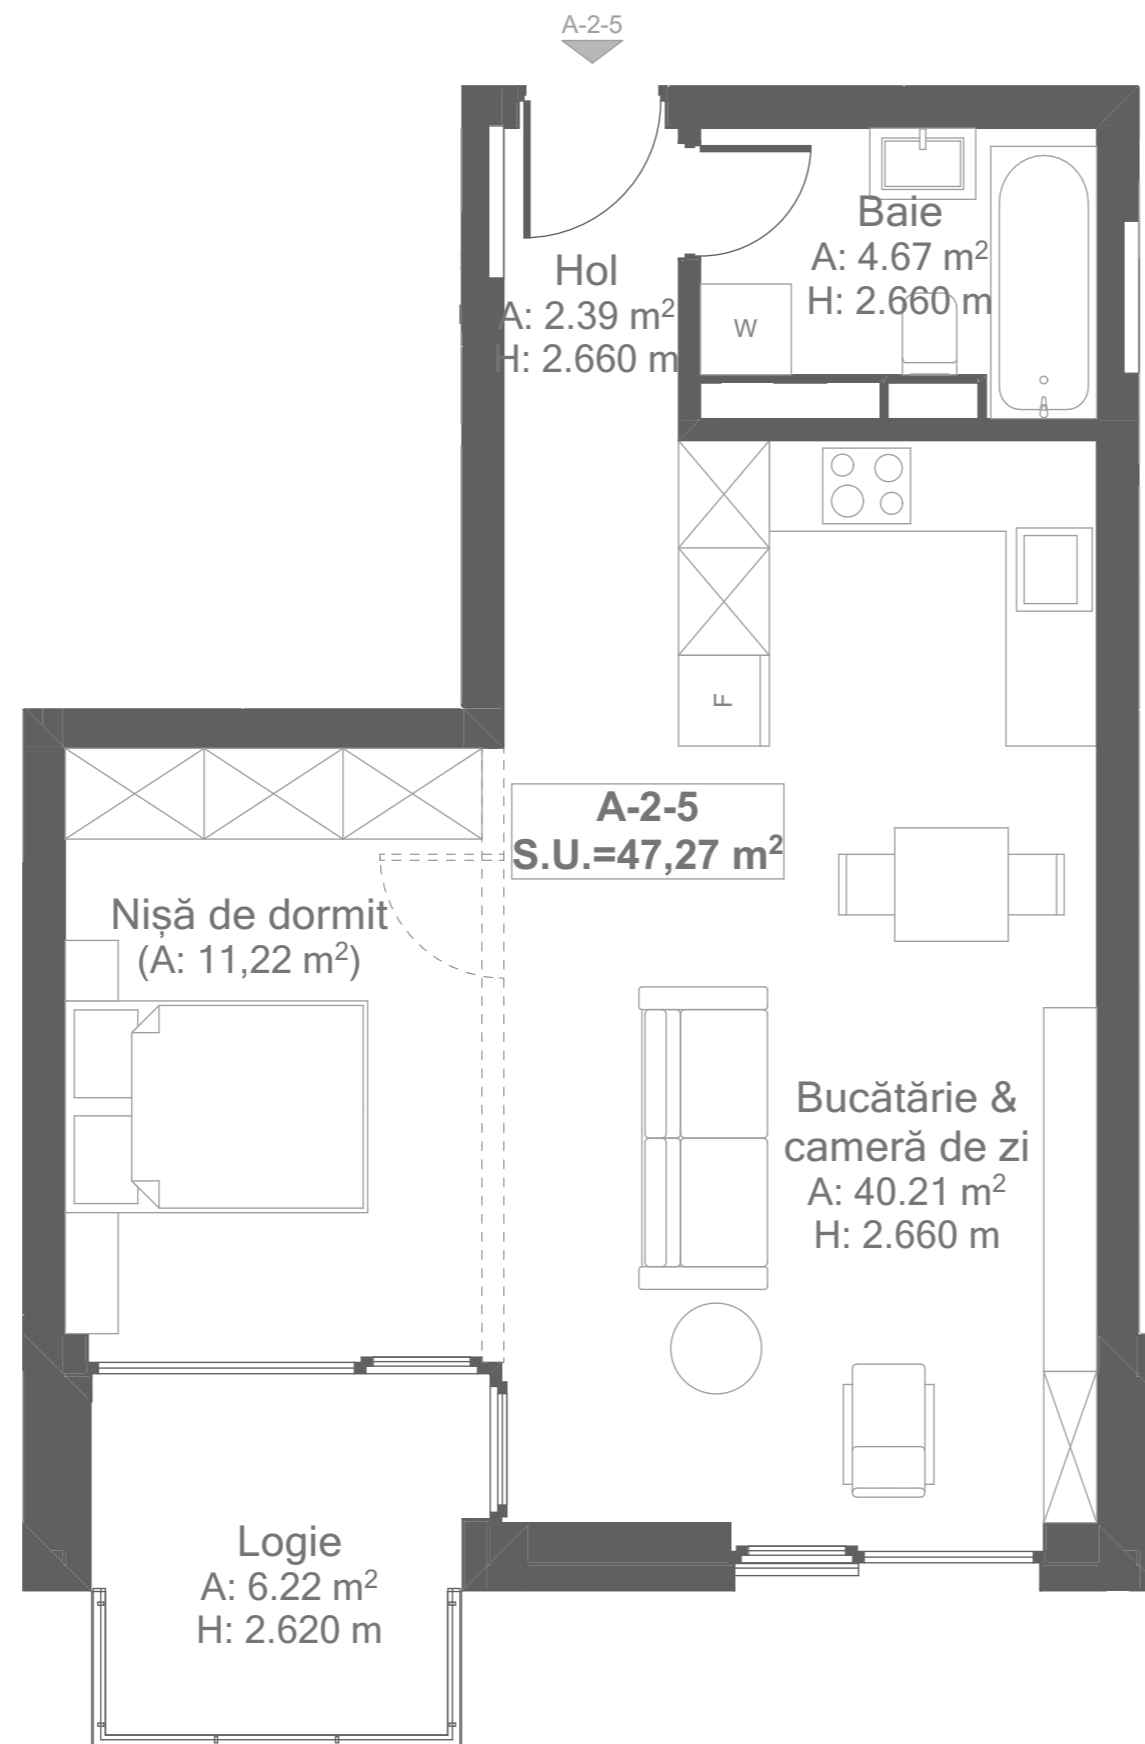 A-2-5
Baie
A: 4.67 m²
H: 2.660 m
Hol
A: 2.39 m²
H: 2.660 m
W
F
A-2-5
S.U.=47,27 m²
Nișă de dormit
(A: 11,22 m²)
Bucătărie &
cameră de zi
A: 40.21 m²
H: 2.660 m
Logie
A: 6.22 m²
H: 2.620 m